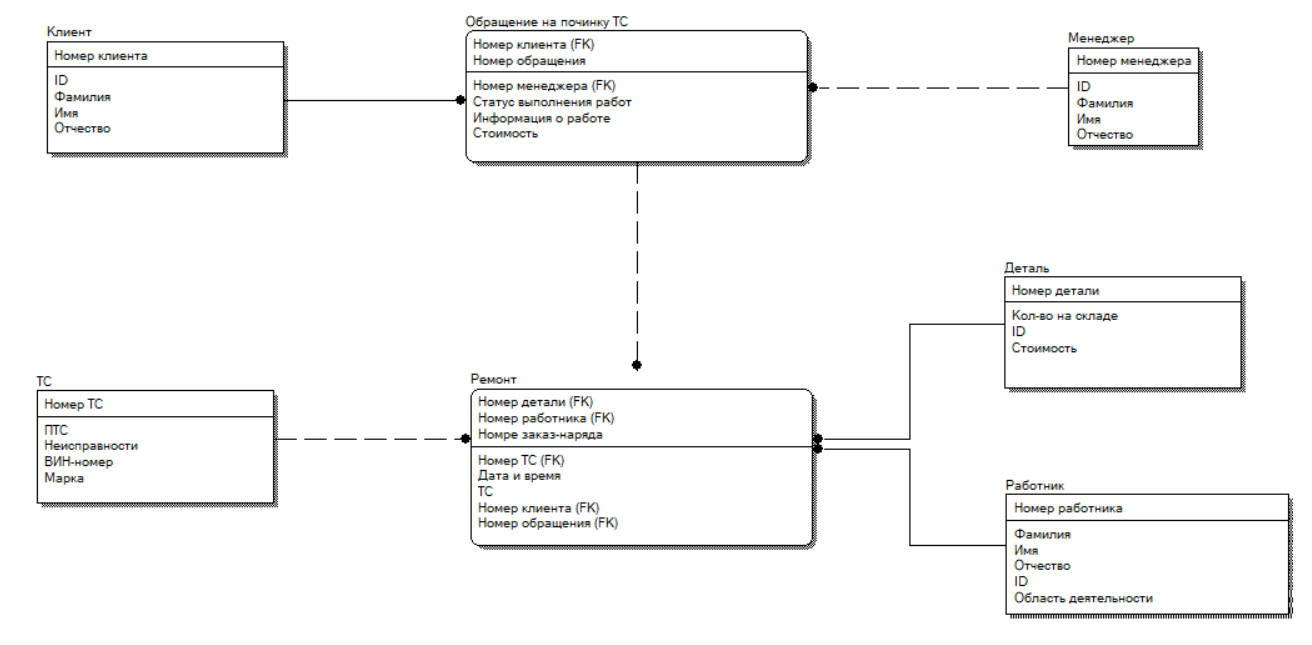 Клиент
Номер клиента
ID
Фамилия
Имя
Отчество
Обращение на починку ТС
Номер клиента (FK)
Номер обращения
Номер менеджера (FK)
Статус выполнения работ
Информация о работе
Стоимость
Менеджер
Номер менеджера
ID
Фамилия
Имя
Отчество
Деталь
Номер детали
Кол-во на складе
ID
Стоимость
ТС
Номер ТС
ПТС
Неисправности
ВИН-номер
Марка
Ремонт
Номер детали (FK)
Номер работника (FK)
Номре заказ-наряда
Номер ТС (FK)
Дата и время
ТС
Номер клиента (FK)
Номер обращения (FK)
Работник
Номер работника
Фамилия
Имя
Отчество
ID
Область деятельности